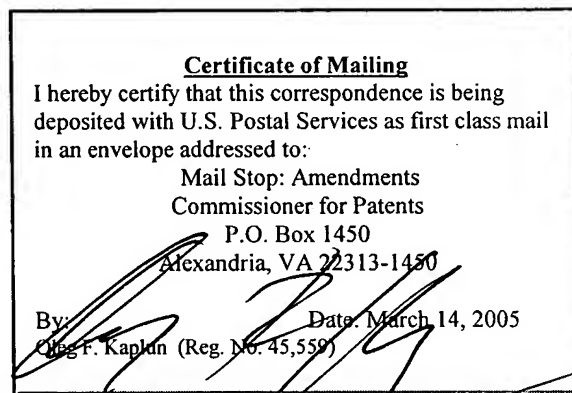 Certificate of Mailing
I hereby certify that this correspondence is being
deposited with U.S. Postal Services as first class mail
in an envelope addressed to:
Mail Stop: Amendments
Commissioner for Patents
P.O. Box 1450
Alexandria, VA 22313-1450
By: Date: March 14, 2005
Oleg F. Kaplun (Reg. No. 45,559)